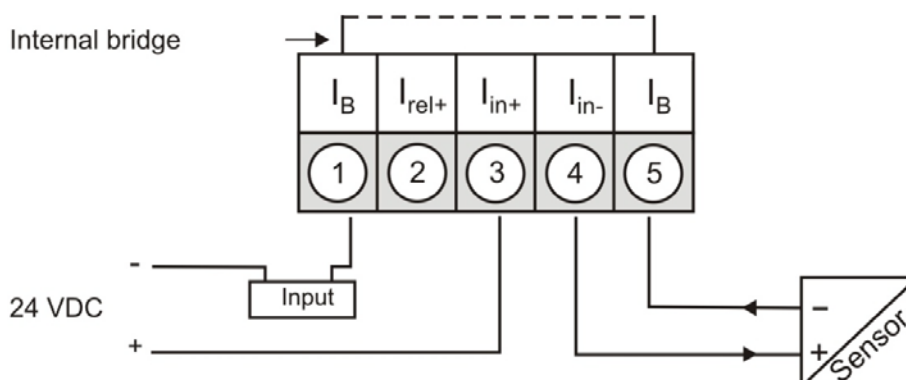 Internal bridge
I_B I_rel+ I_in+ I_in- I_B
1 2 3 4 5
-
Input
24 VDC
+
-
+
Sensor